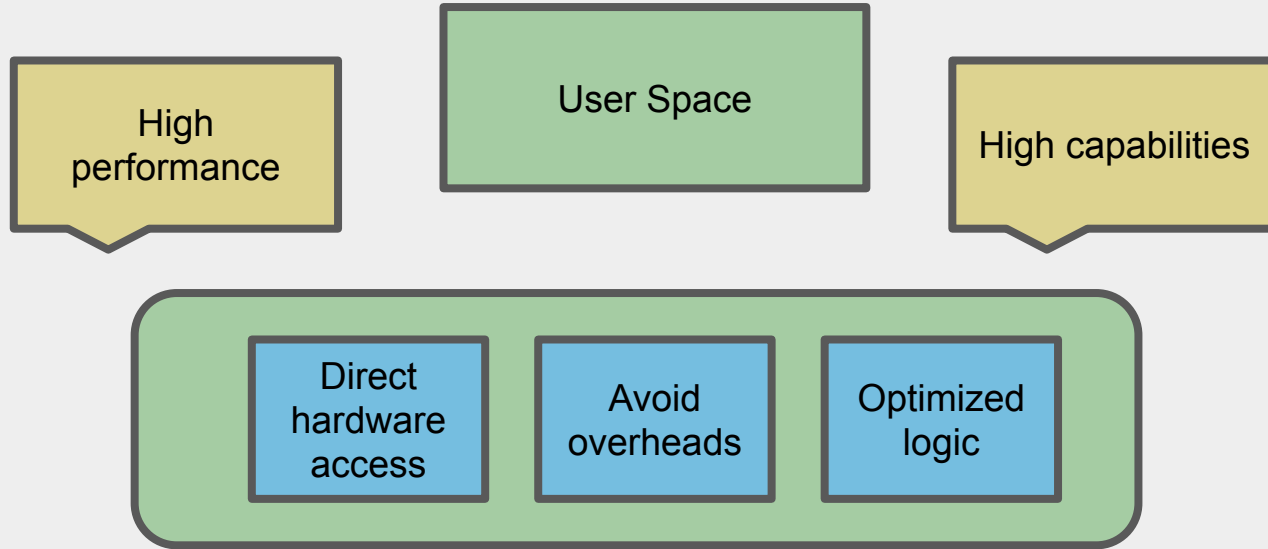 User Space
High
performance
High capabilities
Direct
hardware
access
Avoid
overheads
Optimized
logic